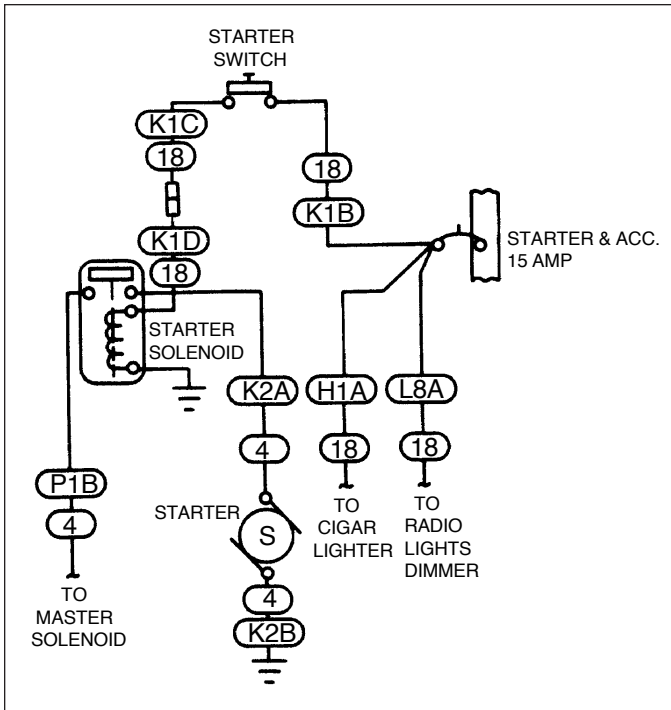 STARTER
SWITCH
K1C
18
18
K1B
K1D
18
STARTER & ACC.
15 AMP
STARTER
SOLENOID
K2A
H1A
L8A
4
18
18
P1B
4
STARTER
S
TO
CIGAR
LIGHTER
TO
RADIO
LIGHTS
DIMMER
TO
MASTER
SOLENOID
4
K2B